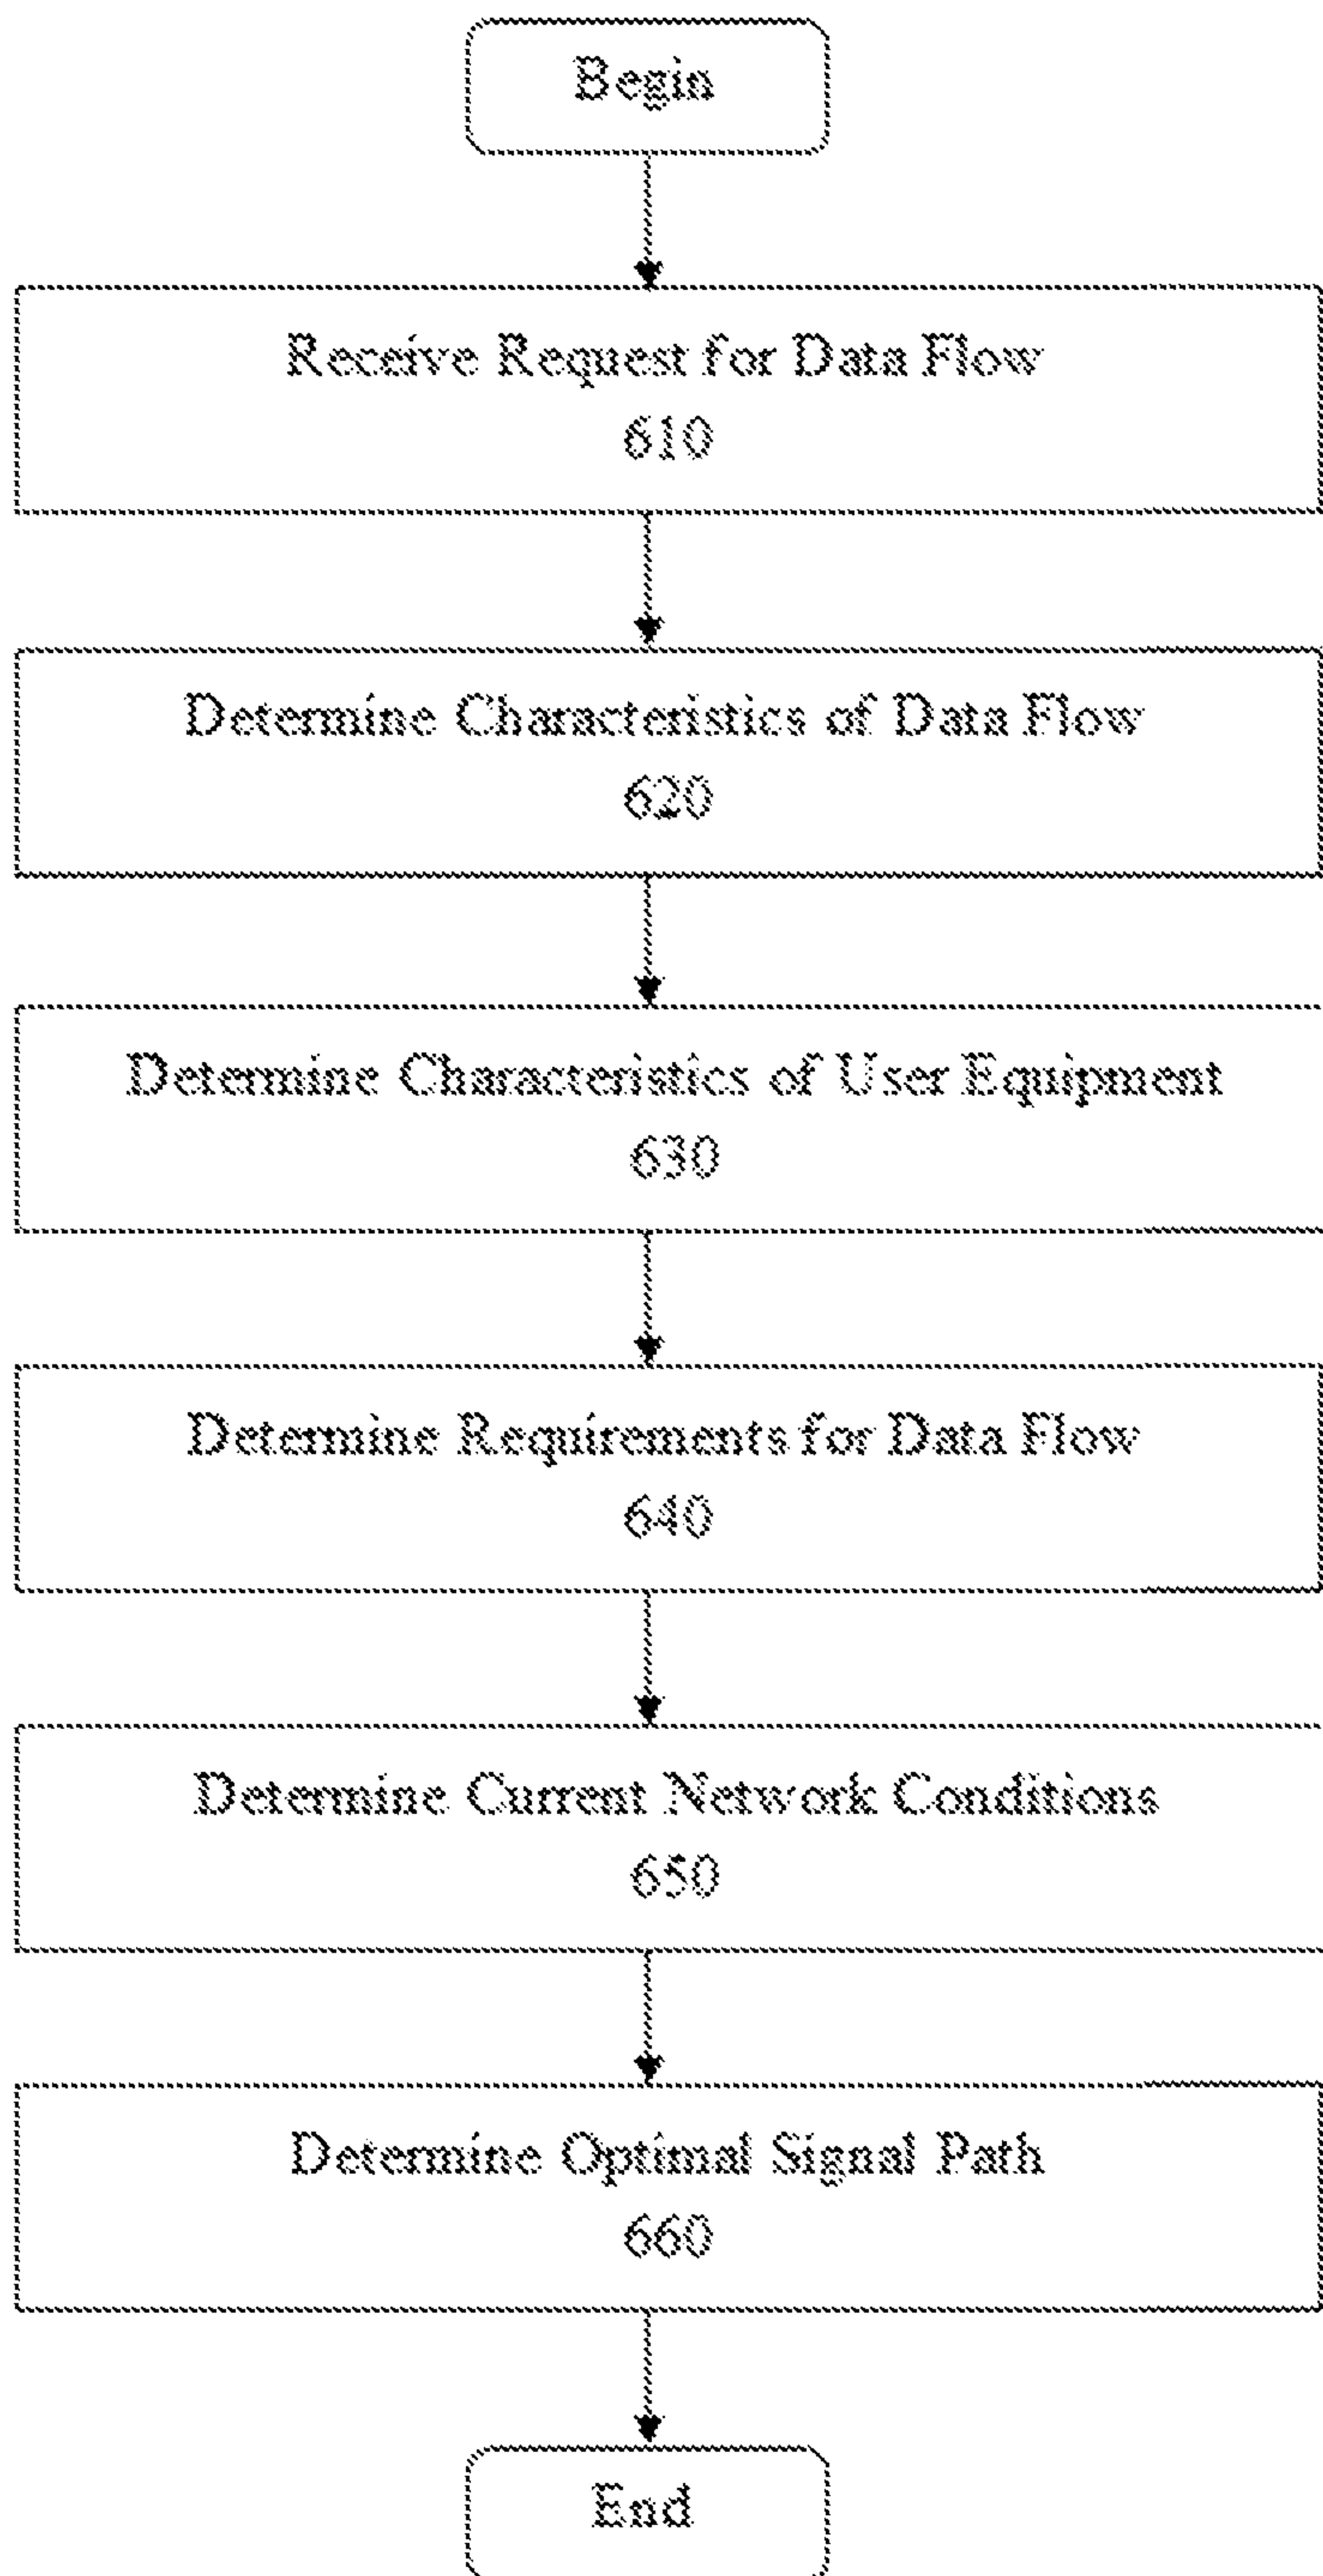 Begin
Receive Request for Data Flow
610
Determine Characteristics of Data Flow
620
Determine Characteristics of User Equipment
630
Determine Requirements for Data Flow
640
Determine Current Network Conditions
650
Determine Optimal Signal Path
660
End